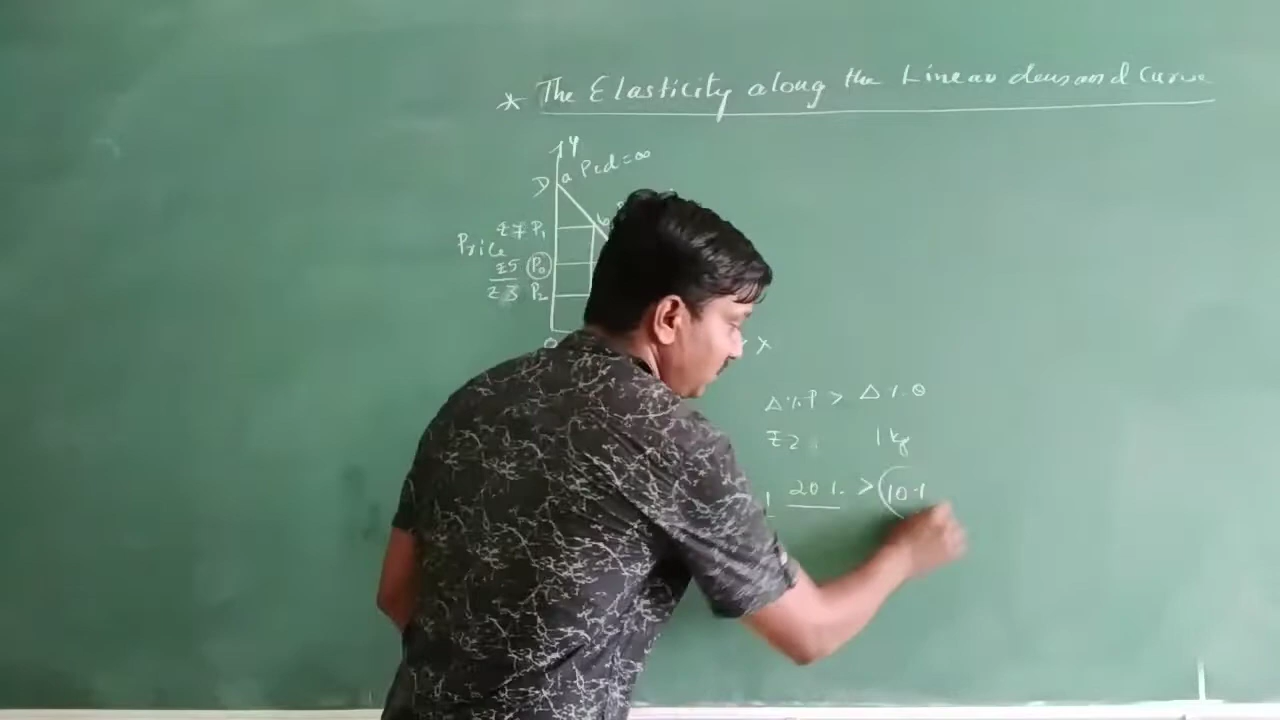 * The Elasticity along the Linear demand Curve
Y
D a Ped = ∞
b
₹7 P₁
Price
₹5 P₀
₹3 P₂
0
X
Δ%P > Δ%Q
₹2 1kg
20% > 10%